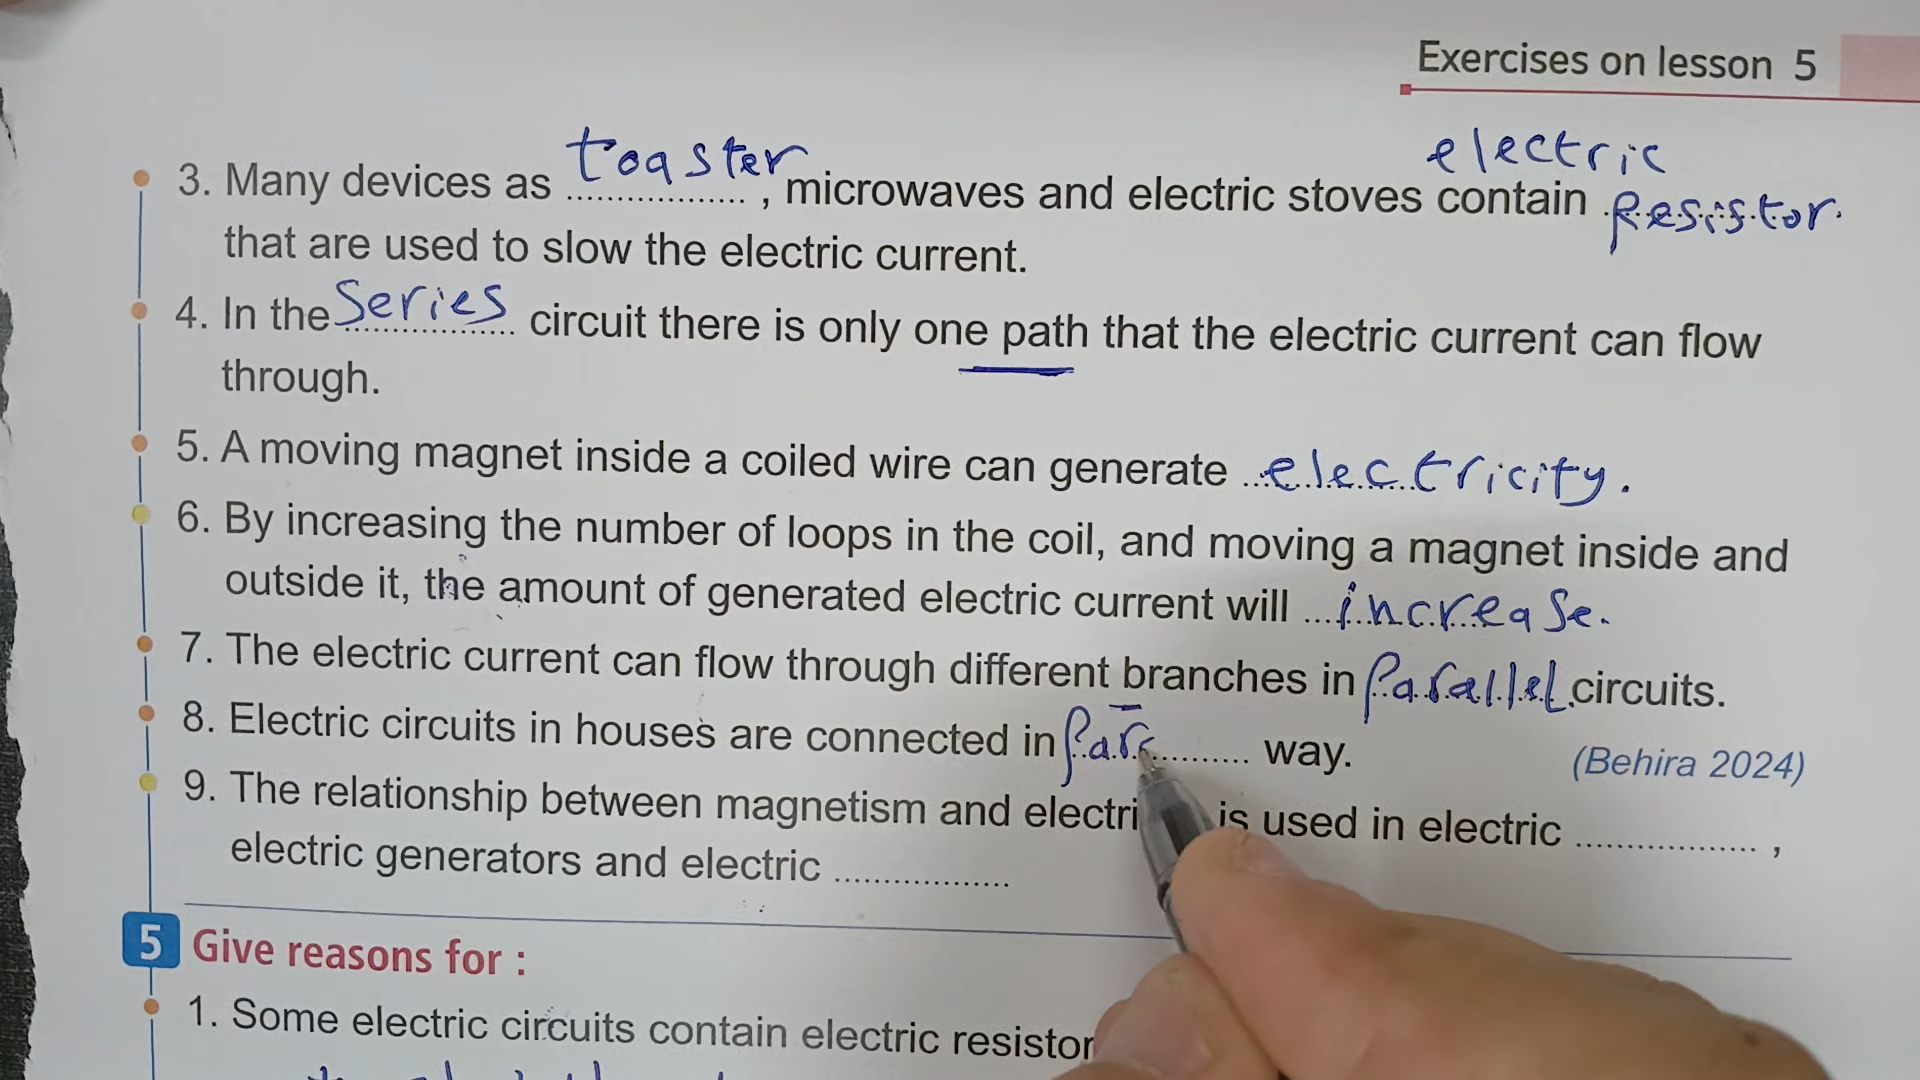 Exercises on lesson 5
electric
3. Many devices as toaster, microwaves and electric stoves contain resistor.
that are used to slow the electric current.
4. In the Series circuit there is only one path that the electric current can flow
through.
5. A moving magnet inside a coiled wire can generate electricity.
6. By increasing the number of loops in the coil, and moving a magnet inside and
outside it, the amount of generated electric current will increase.
7. The electric current can flow through different branches in Parallel circuits.
8. Electric circuits in houses are connected in Para way. (Behira 2024)
9. The relationship between magnetism and electri is used in electric .................. ,
electric generators and electric ..................
5 Give reasons for :
1. Some electric circuits contain electric resistor